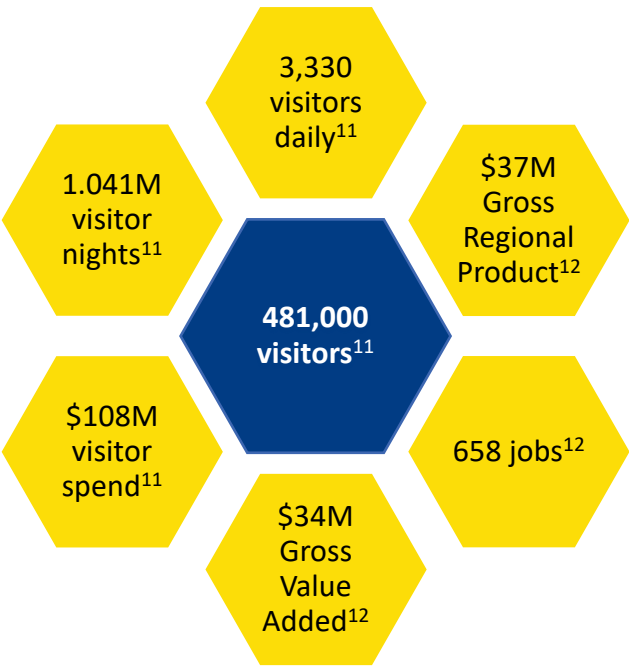 3,330
visitors
daily¹¹
1.041M
visitor
nights¹¹
$37M
Gross
Regional
Product¹²
481,000
visitors¹¹
$108M
visitor
spend¹¹
658 jobs¹²
$34M
Gross
Value
Added¹²